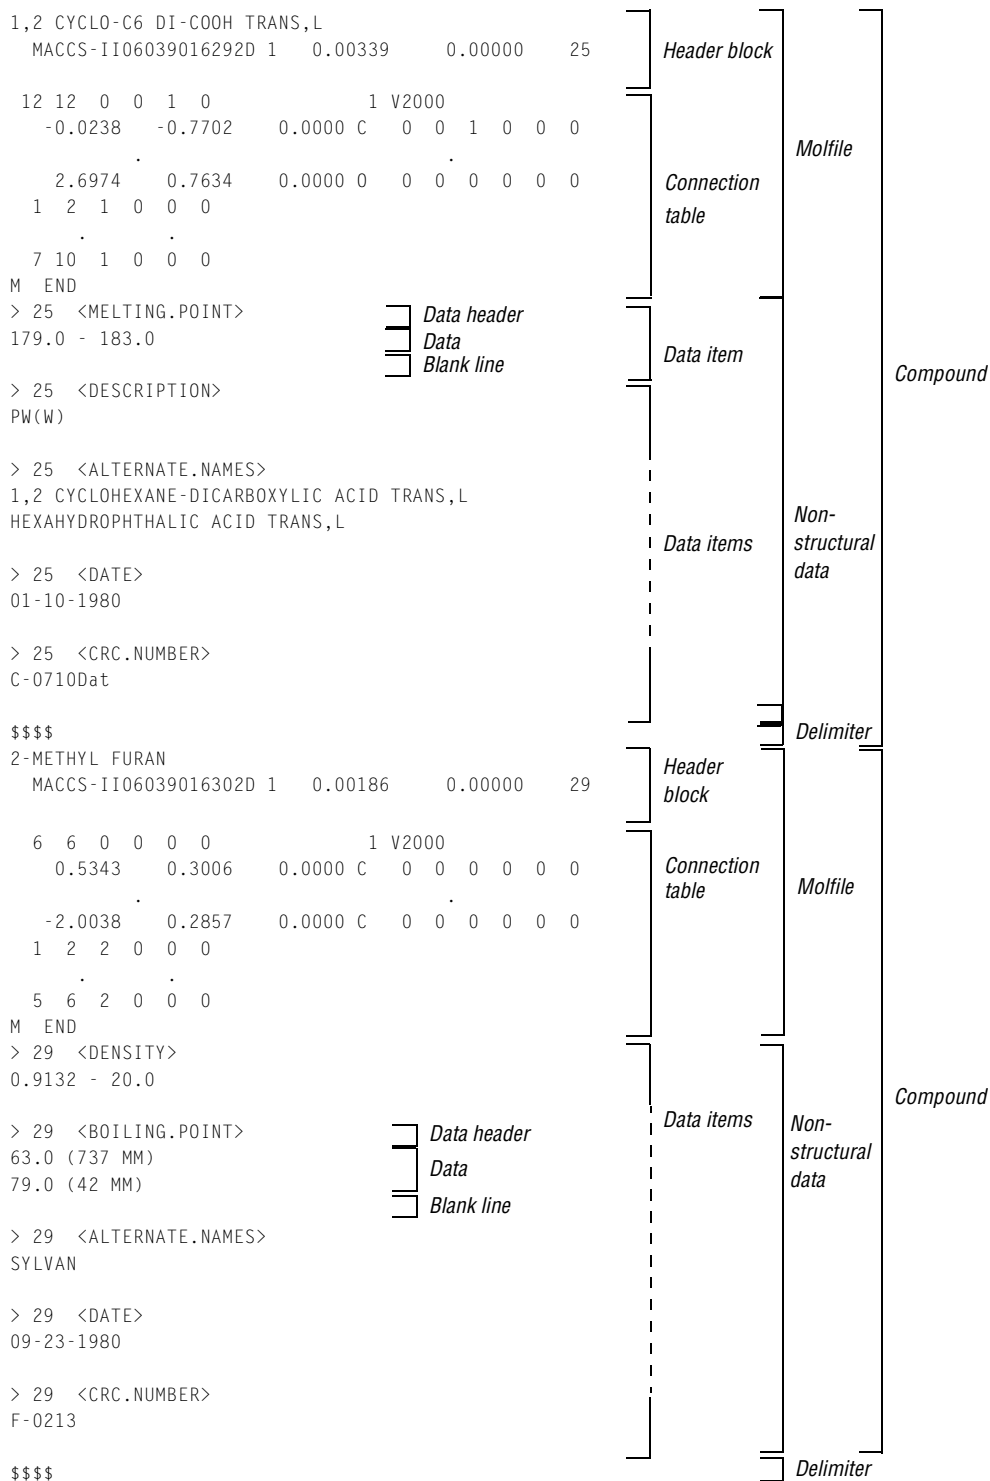 1,2 CYCLO-C6 DI-COOH TRANS,L
MACCS-II06039016292D 1 0.00339 0.00000 25
Header block
12 12 0 0 1 0 1 V2000
-0.0238 -0.7702 0.0000 C 0 0 1 0 0 0
. .
Molfile
2.6974 0.7634 0.0000 O 0 0 0 0 0 0
Connection
table
1 2 1 0 0 0
. .
7 10 1 0 0 0
M END
> 25 <MELTING.POINT>
Data header
179.0 - 183.0
Data
Blank line
Data item
Compound
> 25 <DESCRIPTION>
PW(W)
> 25 <ALTERNATE.NAMES>
1,2 CYCLOHEXANE-DICARBOXYLIC ACID TRANS,L
HEXAHYDROPHTHALIC ACID TRANS,L
Data items
Non-
structural
data
> 25 <DATE>
01-10-1980
> 25 <CRC.NUMBER>
C-0710Dat
$$$$
Delimiter
2-METHYL FURAN
MACCS-II06039016302D 1 0.00186 0.00000 29
Header
block
6 6 0 0 0 0 1 V2000
0.5343 0.3006 0.0000 C 0 0 0 0 0 0
. .
-2.0038 0.2857 0.0000 C 0 0 0 0 0 0
Connection
table
Molfile
1 2 2 0 0 0
. .
5 6 2 0 0 0
M END
> 29 <DENSITY>
0.9132 - 20.0
Compound
> 29 <BOILING.POINT>
Data header
63.0 (737 MM)
79.0 (42 MM)
Data
Blank line
Data items
Non-
structural
data
> 29 <ALTERNATE.NAMES>
SYLVAN
> 29 <DATE>
09-23-1980
> 29 <CRC.NUMBER>
F-0213
$$$$
Delimiter